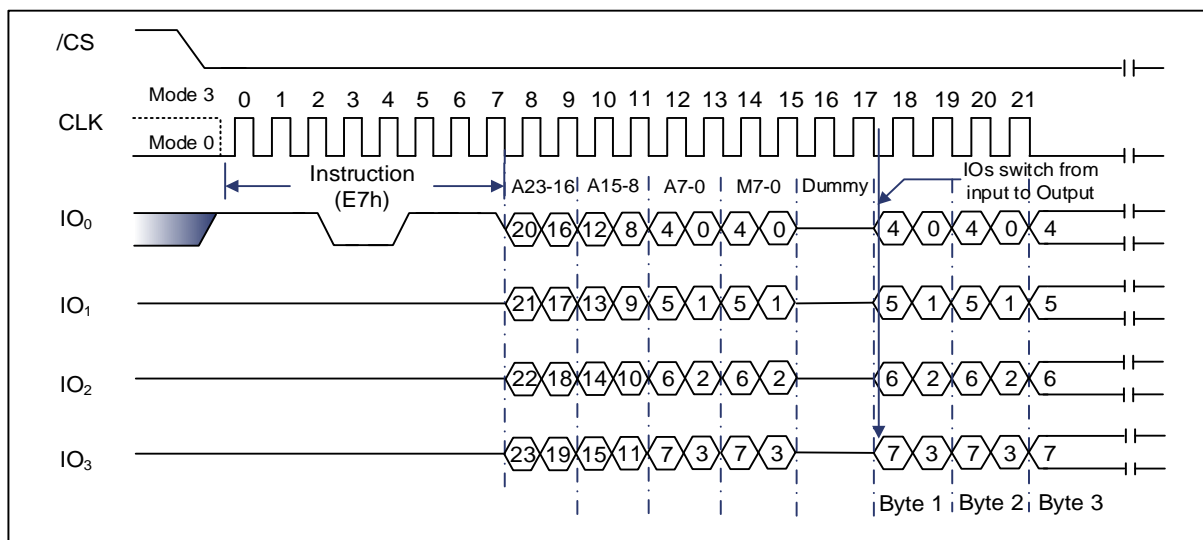 /CS
Mode 3
0 1 2 3 4 5 6 7 8 9 10 11 12 13 14 15 16 17 18 19 20 21
CLK
Mode 0
Instruction
(E7h)
A23-16 A15-8 A7-0 M7-0 Dummy
IOs switch from
input to Output
IO0 20 16 12 8 4 0 4 0 4 0 4 0 4
IO1 21 17 13 9 5 1 5 1 5 1 5 1 5
IO2 22 18 14 10 6 2 6 2 6 2 6 2 6
IO3 23 19 15 11 7 3 7 3 7 3 7 3 7
Byte 1 Byte 2 Byte 3